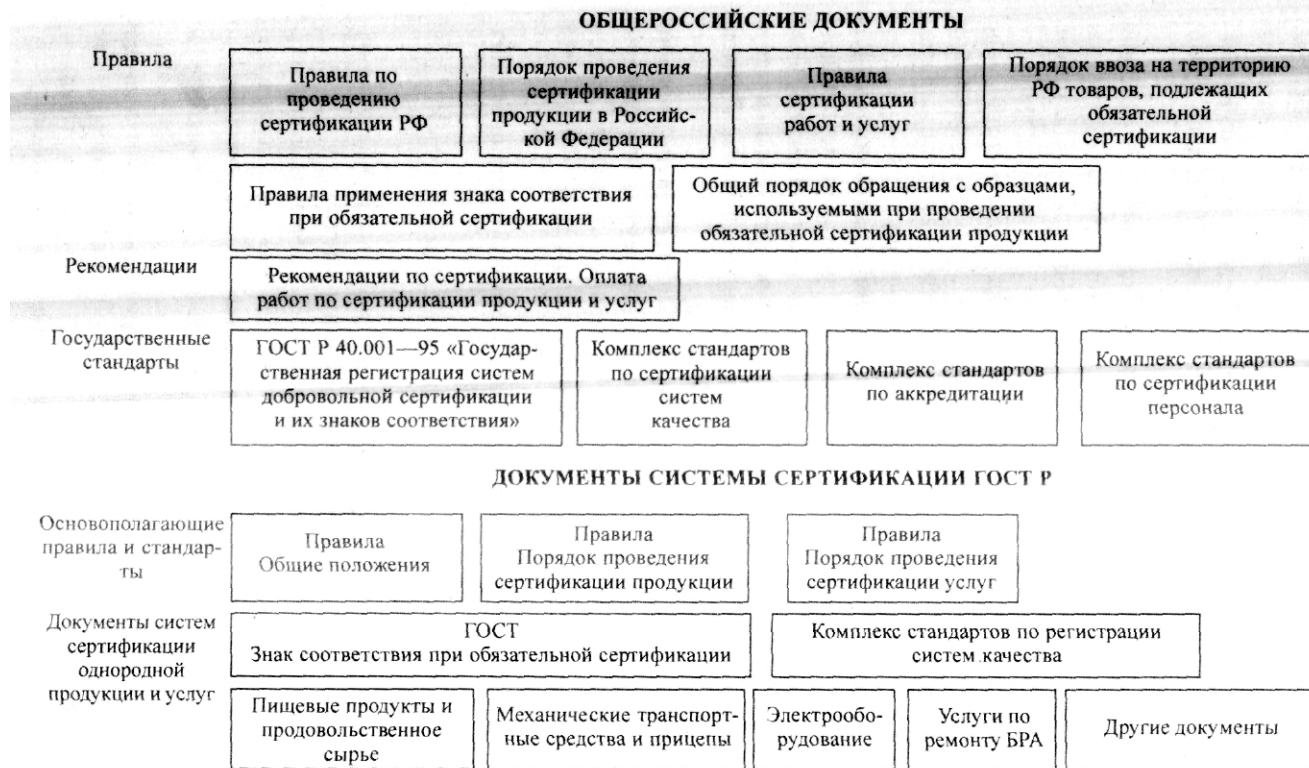 ОБЩЕРОССИЙСКИЕ ДОКУМЕНТЫ
Правила
Правила по
проведению
сертификации РФ
Порядок проведения
сертификации
продукции в Российс-
кой Федерации
Правила
сертификации
работ и услуг
Порядок ввоза на территорию
РФ товаров, подлежащих
обязательной
сертификации
Правила применения знака соответствия
при обязательной сертификации
Общий порядок обращения с образцами,
используемыми при проведении
обязательной сертификации продукции
Рекомендации
Рекомендации по сертификации. Оплата
работ по сертификации продукции и услуг
Государственные
стандарты
ГОСТ Р 40.001—95 «Государ-
ственная регистрация систем
добровольной сертификации
и их знаков соответствия»
Комплекс стандартов
по сертификации
систем
качества
Комплекс стандартов
по аккредитации
Комплекс стандартов
по сертификации
персонала
ДОКУМЕНТЫ СИСТЕМЫ СЕРТИФИКАЦИИ ГОСТ Р
Основополагающие
правила и стандар-
ты
Правила
Общие положения
Правила
Порядок проведения
сертификации продукции
Правила
Порядок проведения
сертификации услуг
Документы систем
сертификации
однородной
продукции и услуг
ГОСТ
Знак соответствия при обязательной сертификации
Комплекс стандартов по регистрации
систем качества
Пищевые продукты и
продовольственное
сырье
Механические транспорт-
ные средства и прицепы
Электрообо-
рудование
Услуги по
ремонту БРА
Другие документы